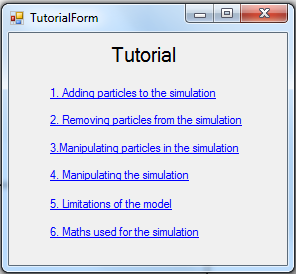 TutorialForm
Tutorial
1. Adding particles to the simulation
2. Removing particles from the simulation
3.Manipulating particles in the simulation
4. Manipulating the simulation
5. Limitations of the model
6. Maths used for the simulation